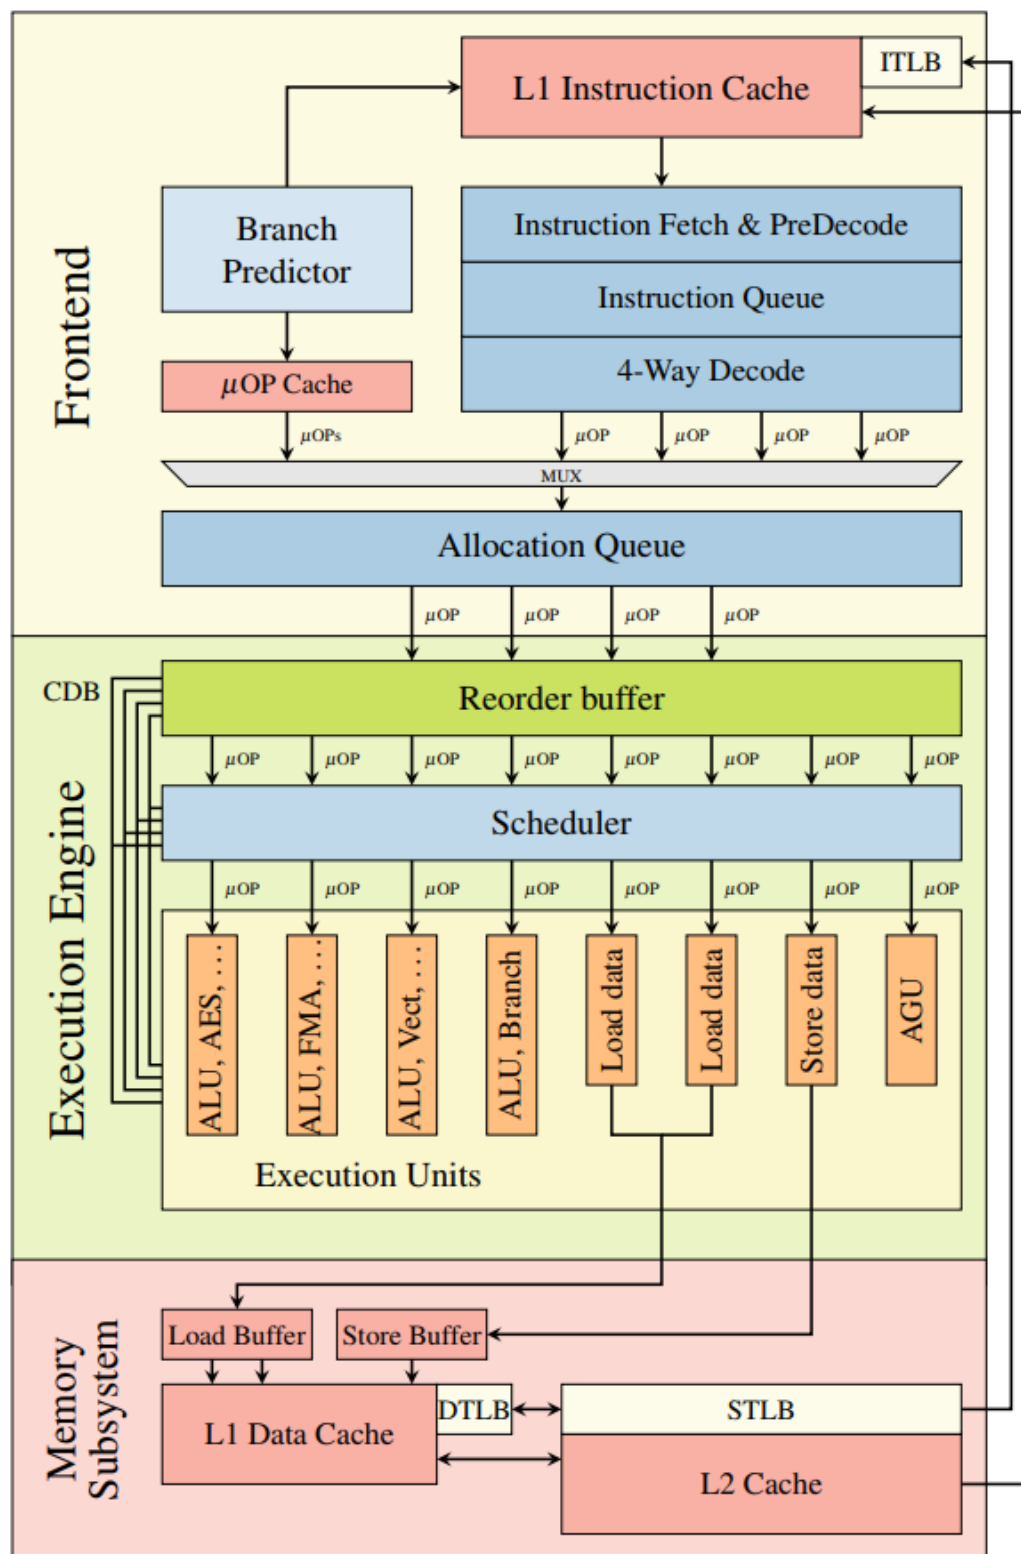 Frontend
L1 Instruction Cache
ITLB
Branch
Predictor
Instruction Fetch & PreDecode
Instruction Queue
4-Way Decode
μOP Cache
μOPs
μOP
μOP
μOP
μOP
MUX
Allocation Queue
μOP
μOP
μOP
μOP
Execution Engine
CDB
Reorder buffer
μOP
μOP
μOP
μOP
μOP
μOP
μOP
μOP
Scheduler
μOP
μOP
μOP
μOP
μOP
μOP
μOP
μOP
ALU, AES, …
ALU, FMA, …
ALU, Vect, …
ALU, Branch
Load data
Load data
Store data
AGU
Execution Units
Memory
Subsystem
Load Buffer
Store Buffer
L1 Data Cache
DTLB
STLB
L2 Cache